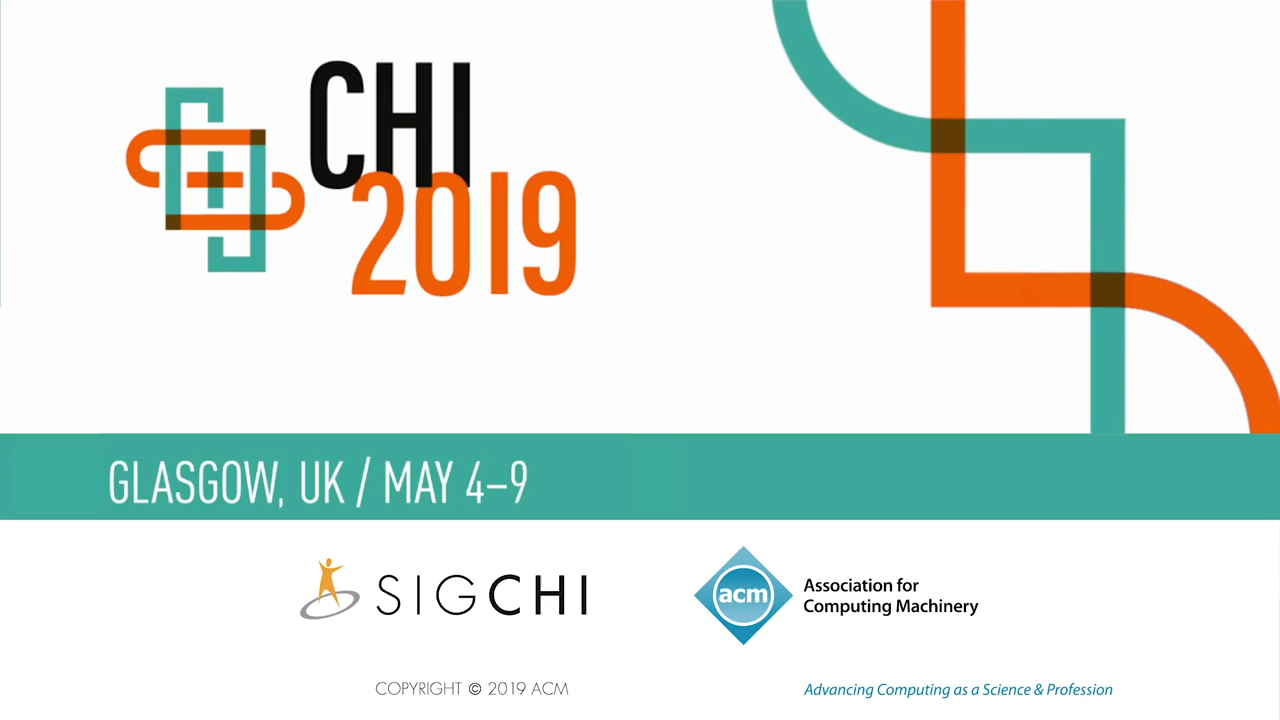 CHI
2019
GLASGOW, UK / MAY 4–9
SIGCHI
acm
Association for
Computing Machinery
COPYRIGHT © 2019 ACM
Advancing Computing as a Science & Profession